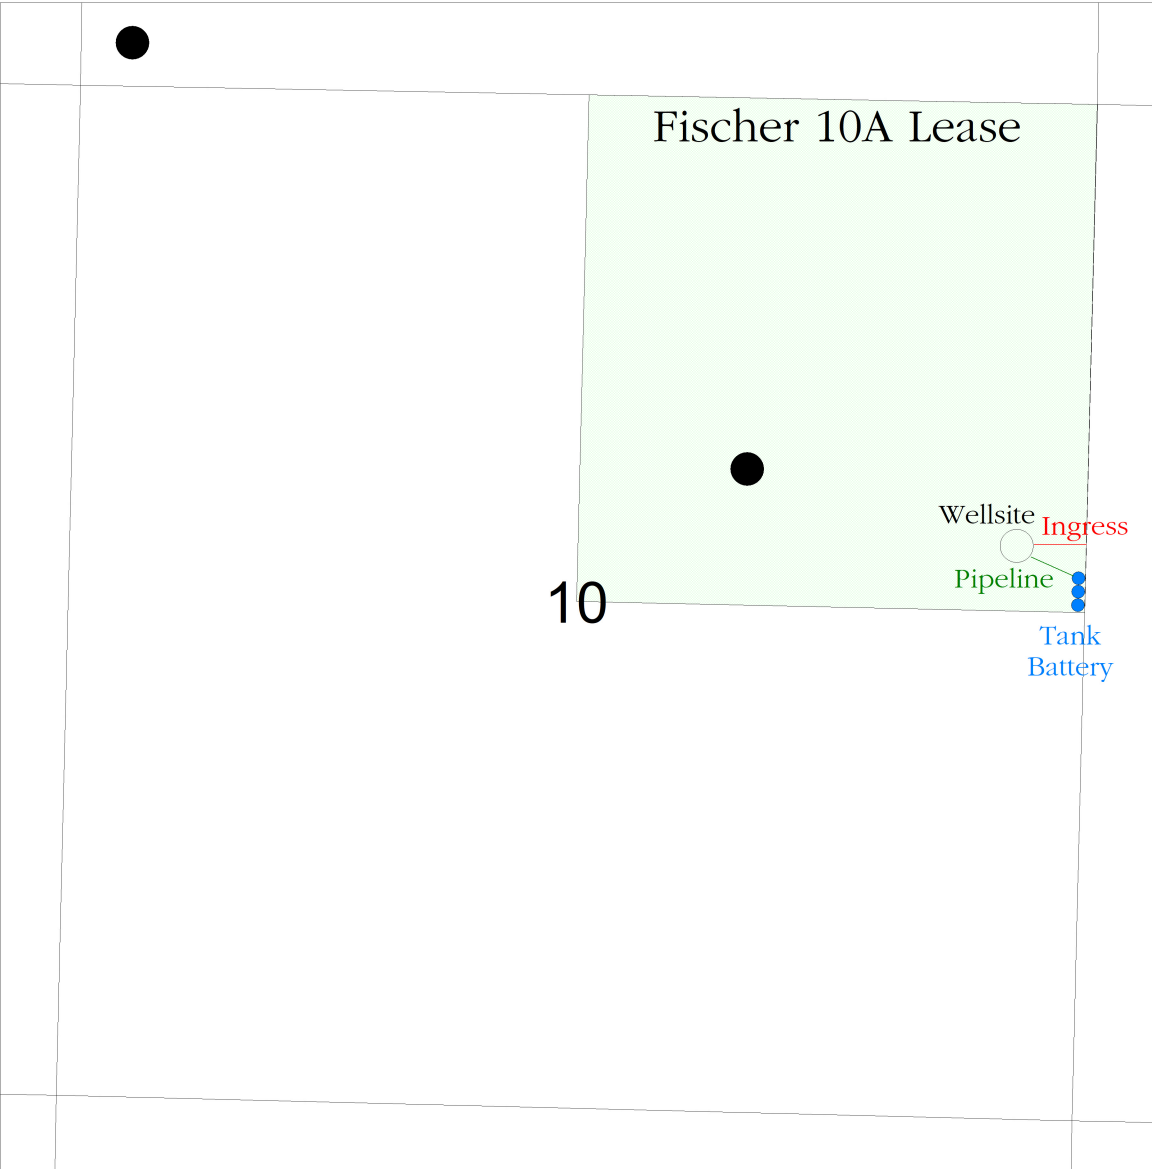 Fischer 10A Lease
Wellsite
Ingress
Pipeline
10
Tank
Battery